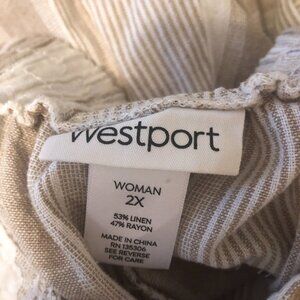 Westport
WOMAN
2X
53% LINEN
47% RAYON
MADE IN CHINA
RN 135306
SEE REVERSE
FOR CARE